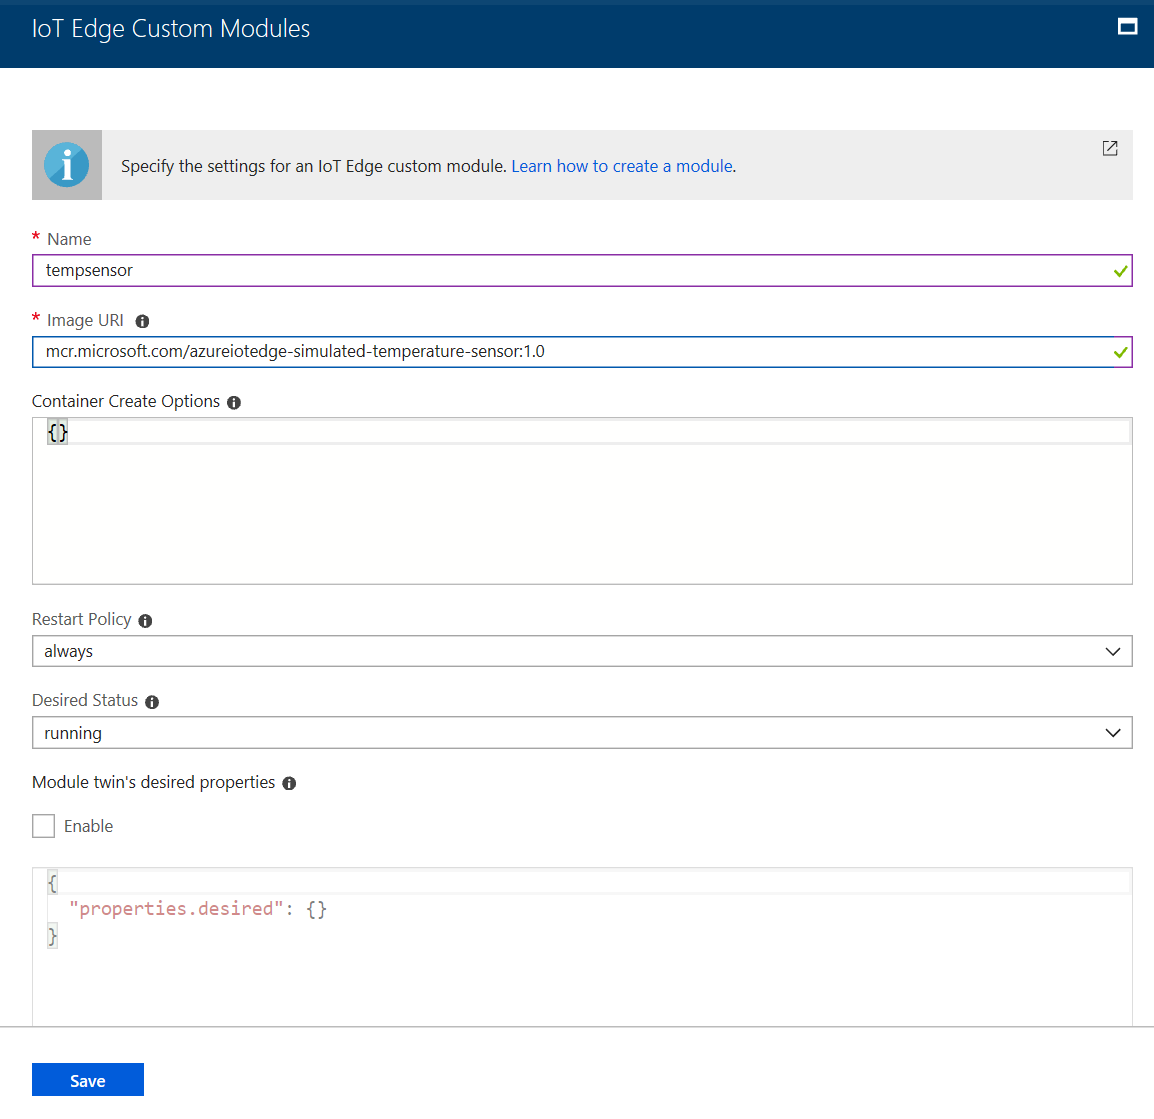 IoT Edge Custom Modules
Specify the settings for an IoT Edge custom module. Learn how to create a module.
* Name
tempsensor
* Image URI
mcr.microsoft.com/azureiotedge-simulated-temperature-sensor:1.0
Container Create Options
{}
Restart Policy
always
Desired Status
running
Module twin's desired properties
Enable
{
"properties.desired": {}
}
Save